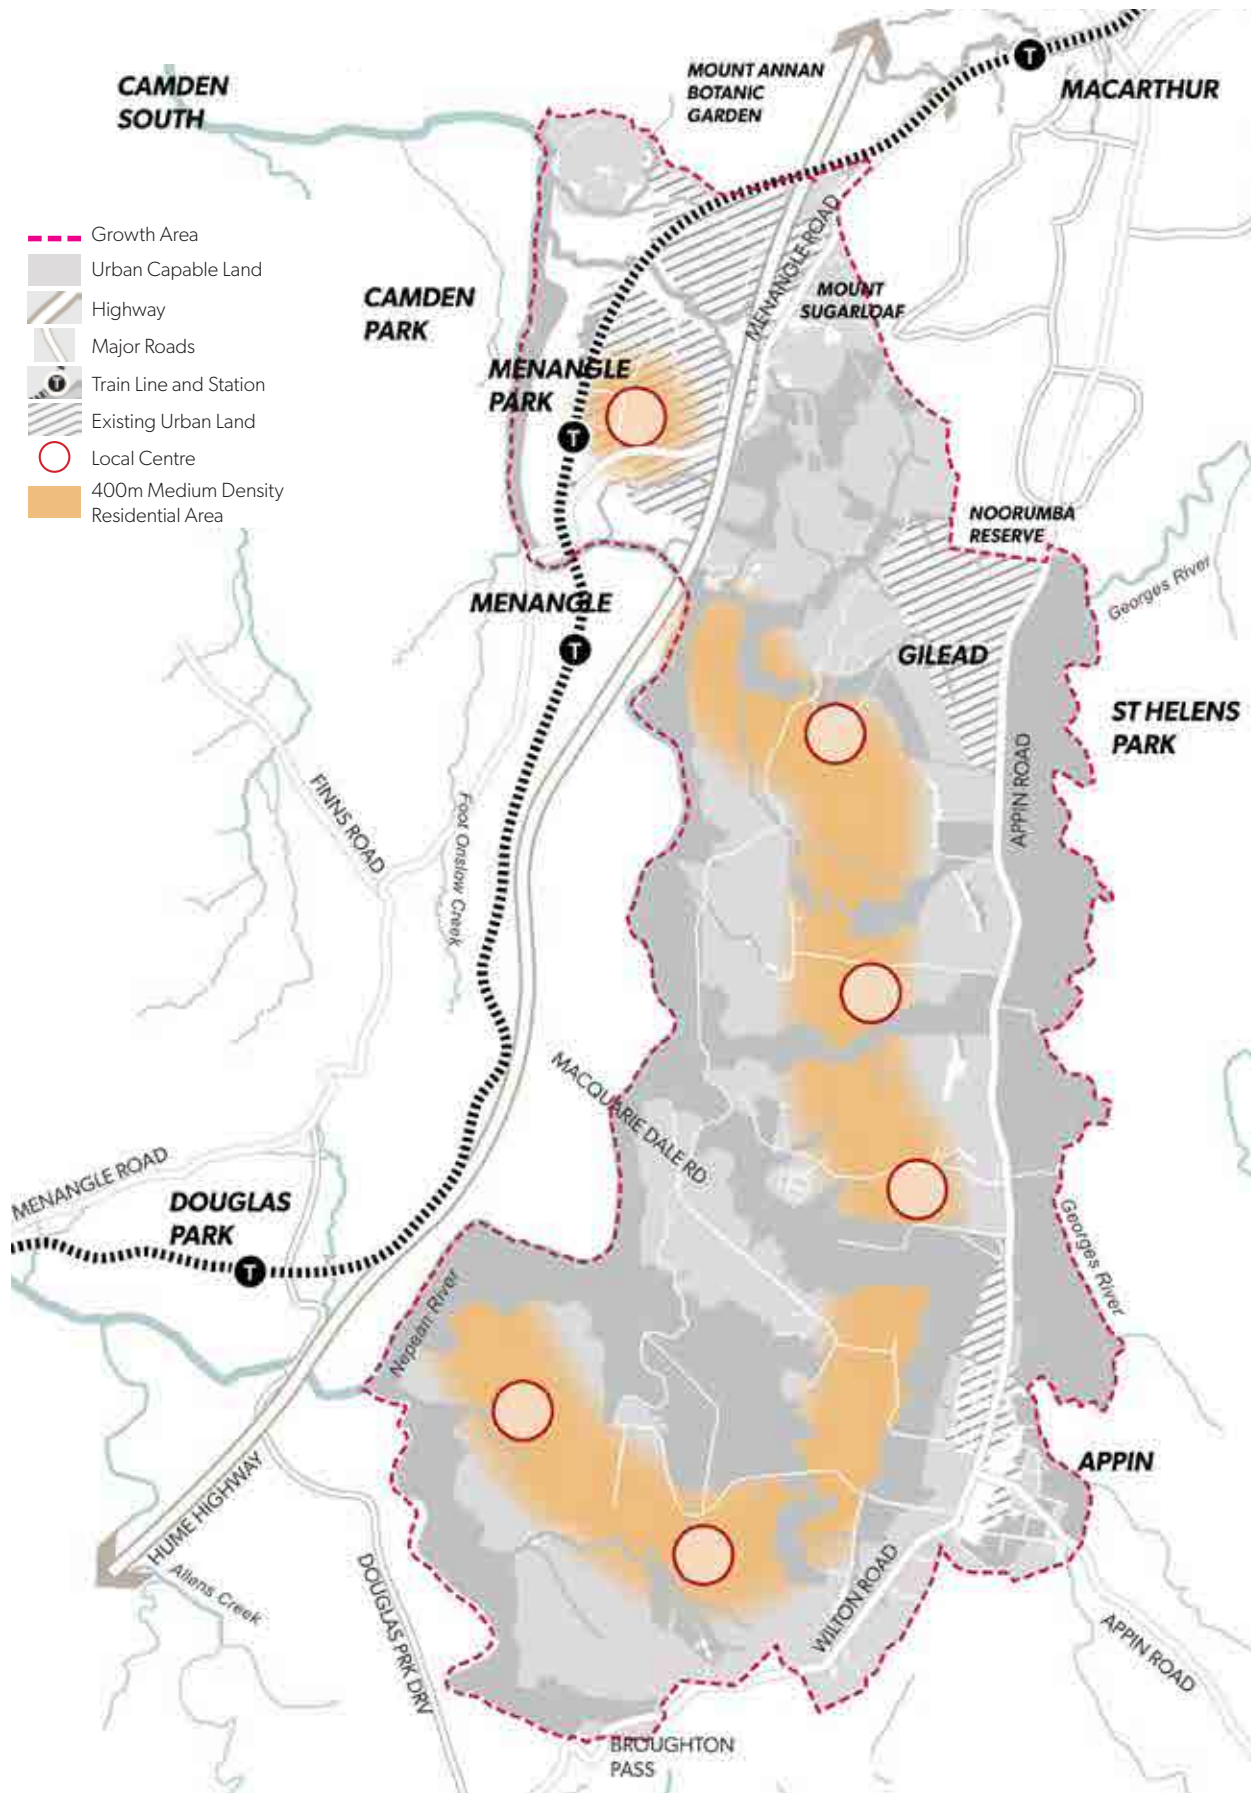 CAMDEN
SOUTH
MOUNT ANNAN
BOTANIC
GARDEN
T
MACARTHUR
Growth Area
Urban Capable Land
Highway
Major Roads
T
Train Line and Station
Existing Urban Land
Local Centre
400m Medium Density
Residential Area
CAMDEN
PARK
MENANGLE ROAD
MOUNT
SUGARLOAF
MENANGLE
PARK
T
NOORUMBA
RESERVE
Georges River
MENANGLE
T
GILEAD
ST HELENS
PARK
APPIN ROAD
FINNS ROAD
Foot Onslow Creek
MACQUARIE DALE RD
MENANGLE ROAD
DOUGLAS
PARK
T
Georges River
Nepean River
HUME HIGHWAY
Allens Creek
DOUGLAS PRK DRV
APPIN
WILTON ROAD
APPIN ROAD
BROUGHTON
PASS